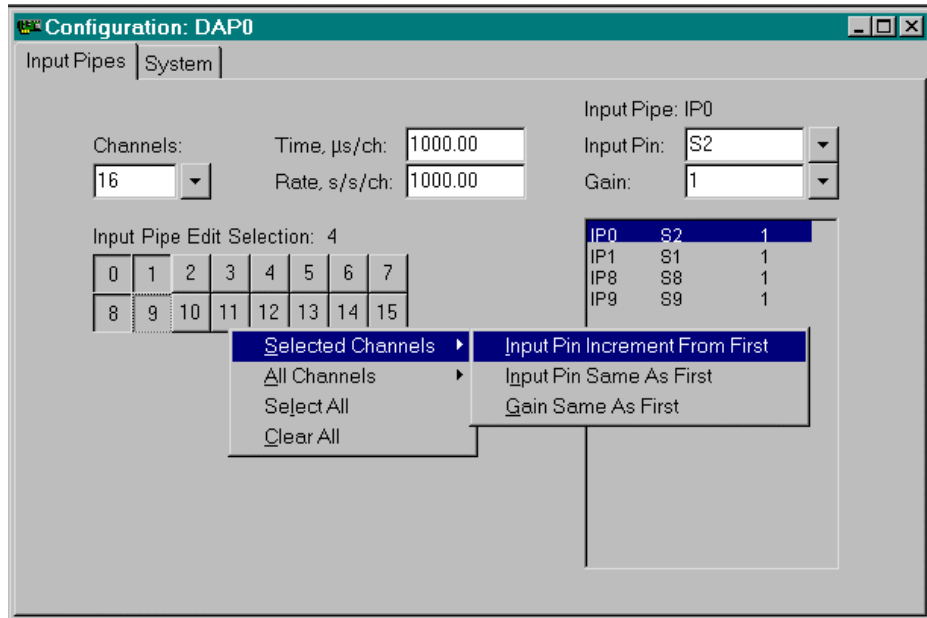 Configuration: DAP0
Input Pipes System
Input Pipe: IP0
Channels: Time, µs/ch: 1000.00 Input Pin: S2
16 Rate, s/s/ch: 1000.00 Gain: 1
Input Pipe Edit Selection: 4
0 1 2 3 4 5 6 7
8 9 10 11 12 13 14 15
IP0 S2 1
IP1 S1 1
IP8 S8 1
IP9 S9 1
Selected Channels
All Channels
Select All
Clear All
Input Pin Increment From First
Input Pin Same As First
Gain Same As First